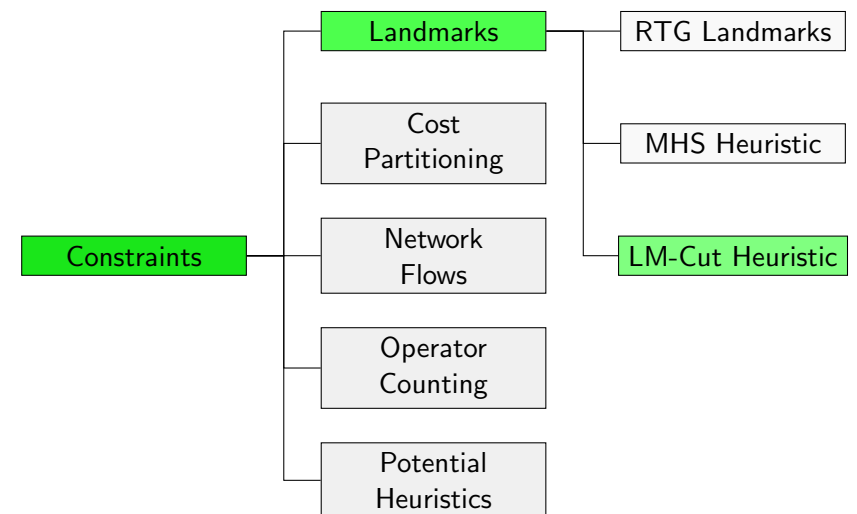 Constraints
Landmarks
Cost
Partitioning
Network
Flows
Operator
Counting
Potential
Heuristics
RTG Landmarks
MHS Heuristic
LM-Cut Heuristic